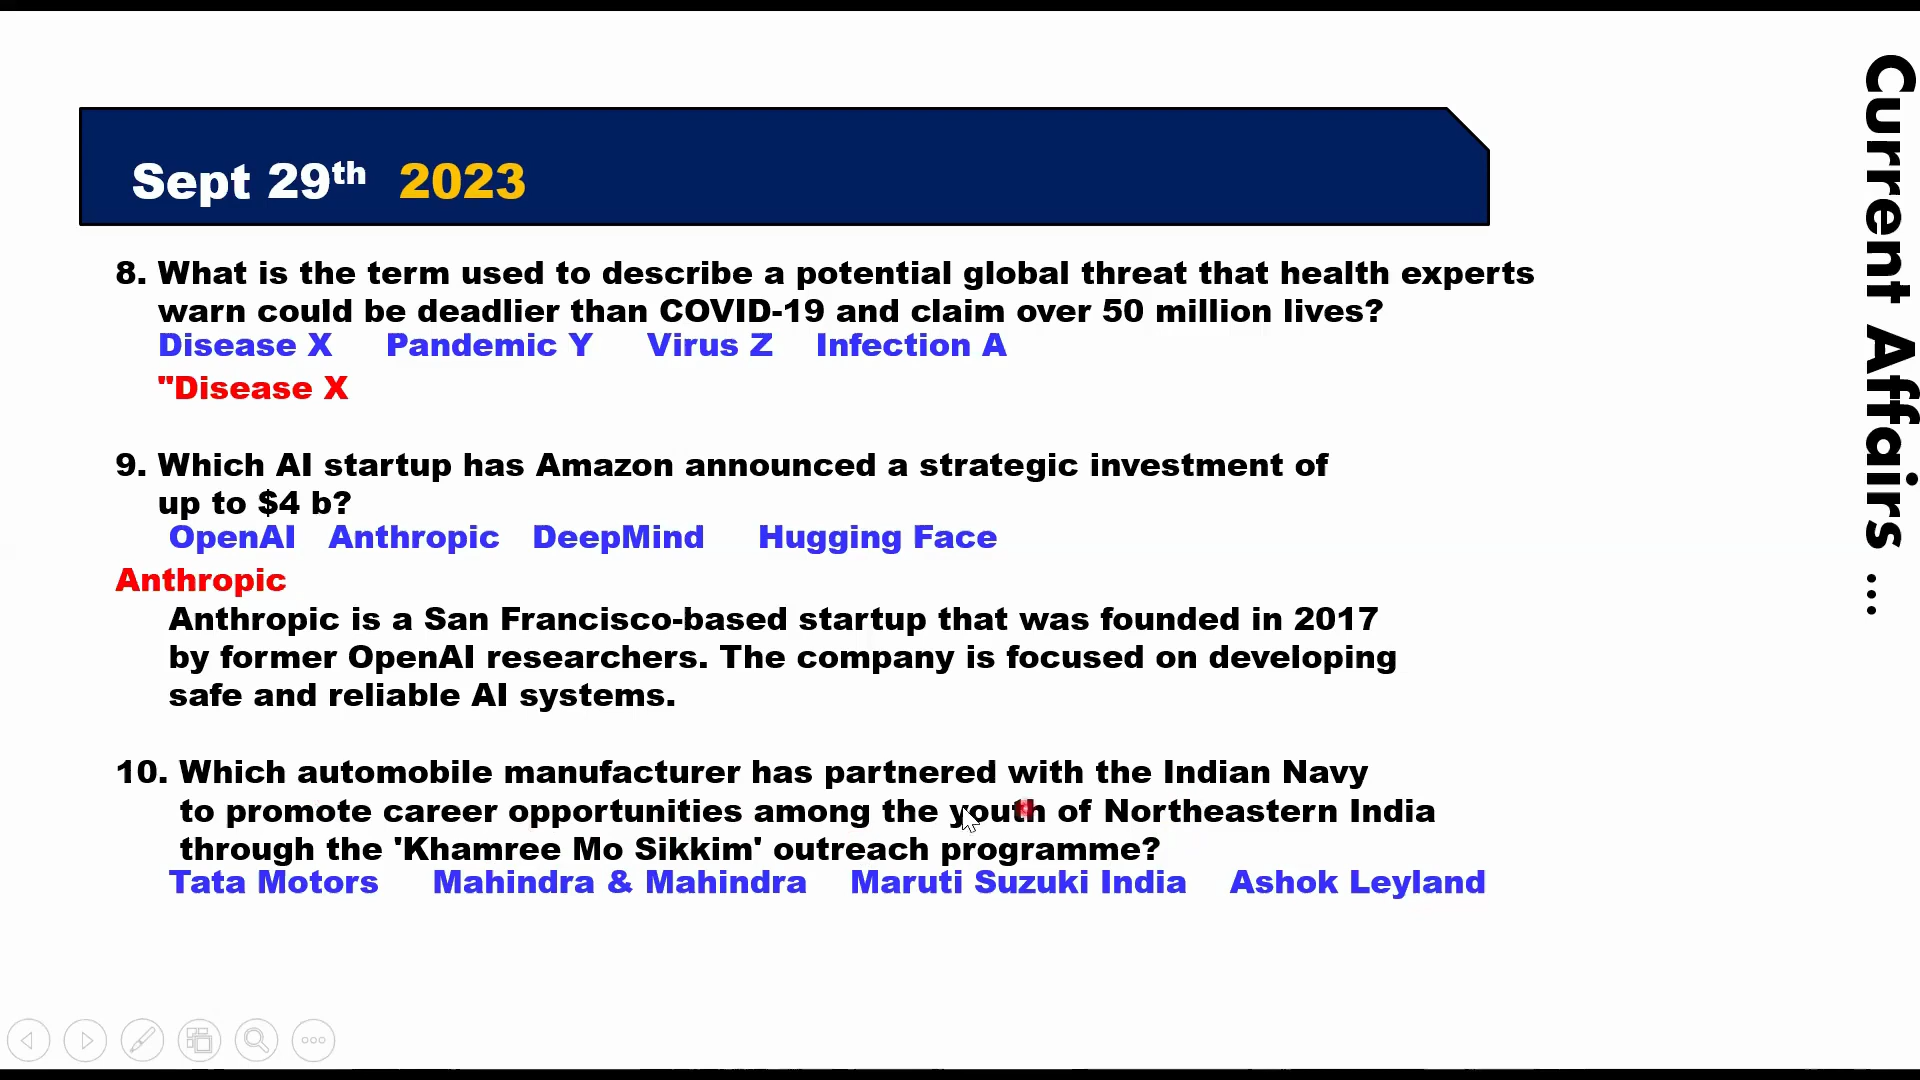 Sept 29th 2023
8. What is the term used to describe a potential global threat that health experts
warn could be deadlier than COVID-19 and claim over 50 million lives?
Disease X Pandemic Y Virus Z Infection A
"Disease X
9. Which AI startup has Amazon announced a strategic investment of
up to $4 b?
OpenAI Anthropic DeepMind Hugging Face
Anthropic
Anthropic is a San Francisco-based startup that was founded in 2017
by former OpenAI researchers. The company is focused on developing
safe and reliable AI systems.
10. Which automobile manufacturer has partnered with the Indian Navy
to promote career opportunities among the youth of Northeastern India
through the 'Khamree Mo Sikkim' outreach programme?
Tata Motors Mahindra & Mahindra Maruti Suzuki India Ashok Leyland
Current Affairs ...